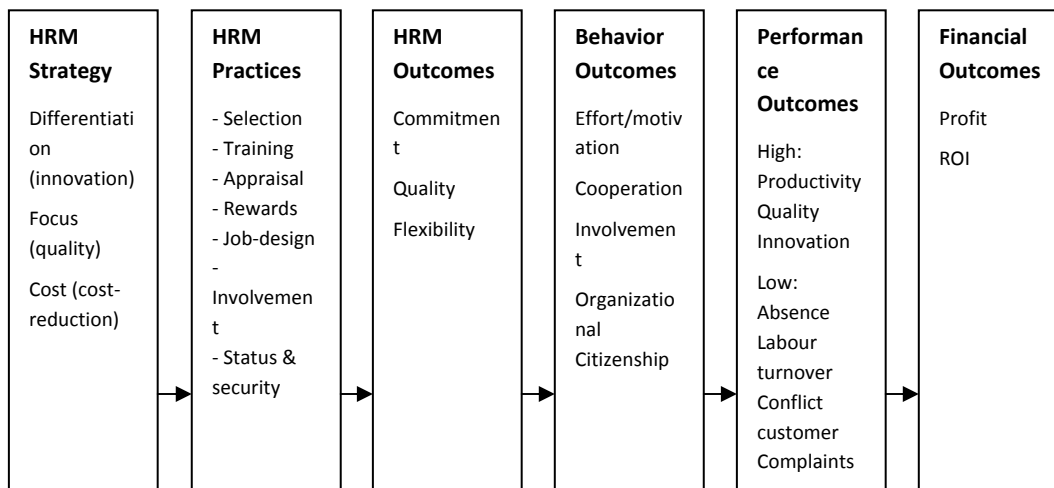 HRM
Strategy
Differentiati
on
(innovation)
Focus
(quality)
Cost (cost-
reduction)
HRM
Practices
- Selection
- Training
- Appraisal
- Rewards
- Job-design
-
Involvemen
t
- Status &
security
HRM
Outcomes
Commitmen
t
Quality
Flexibility
Behavior
Outcomes
Effort/motiv
ation
Cooperation
Involvemen
t
Organizatio
nal
Citizenship
Performan
ce
Outcomes
High:
Productivity
Quality
Innovation
Low:
Absence
Labour
turnover
Conflict
customer
Complaints
Financial
Outcomes
Profit
ROI